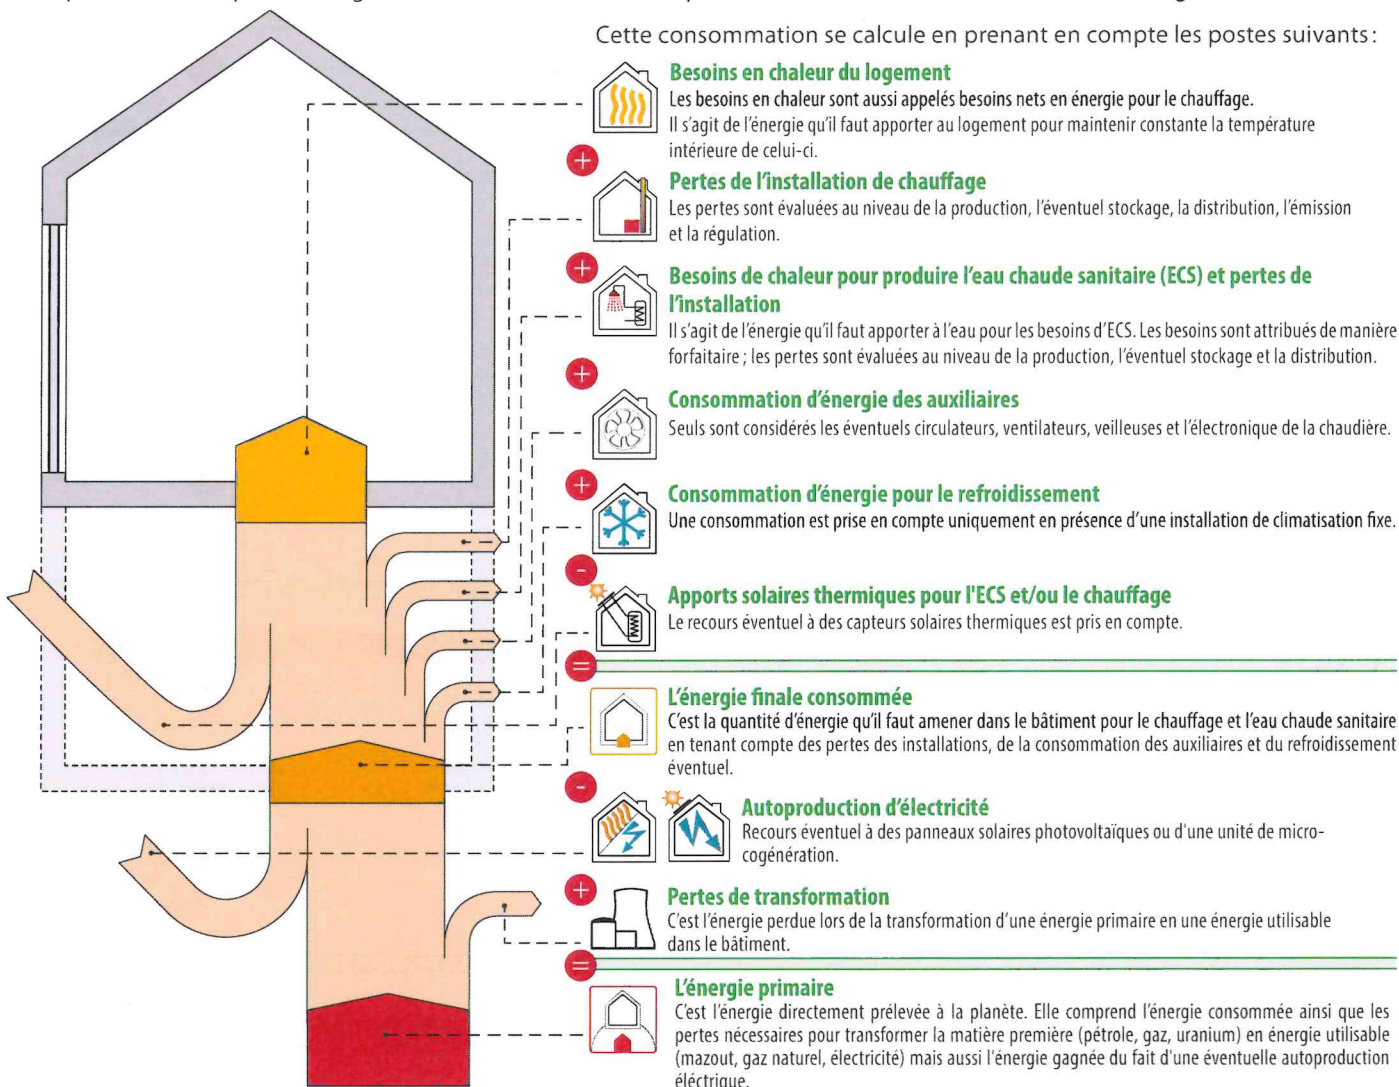 Cette consommation se calcule en prenant en compte les postes suivants :
Besoins en chaleur du logement
Les besoins en chaleur sont aussi appelés besoins nets en énergie pour le chauffage.
Il s'agit de l'énergie qu'il faut apporter au logement pour maintenir constante la température
intérieure de celui-ci.
+
Pertes de l'installation de chauffage
Les pertes sont évaluées au niveau de la production, l'éventuel stockage, la distribution, l'émission
et la régulation.
+
Besoins de chaleur pour produire l'eau chaude sanitaire (ECS) et pertes de
l'installation
Il s'agit de l'énergie qu'il faut apporter à l'eau pour les besoins d'ECS. Les besoins sont attribués de manière
forfaitaire ; les pertes sont évaluées au niveau de la production, l'éventuel stockage et la distribution.
+
Consommation d'énergie des auxiliaires
Seuls sont considérés les éventuels circulateurs, ventilateurs, veilleuses et l'électronique de la chaudière.
+
Consommation d'énergie pour le refroidissement
Une consommation est prise en compte uniquement en présence d'une installation de climatisation fixe.
-
Apports solaires thermiques pour l'ECS et/ou le chauffage
Le recours éventuel à des capteurs solaires thermiques est pris en compte.
=
L'énergie finale consommée
C'est la quantité d'énergie qu'il faut amener dans le bâtiment pour le chauffage et l'eau chaude sanitaire
en tenant compte des pertes des installations, de la consommation des auxiliaires et du refroidissement
éventuel.
-
Autoproduction d'électricité
Recours éventuel à des panneaux solaires photovoltaïques ou d'une unité de micro-
cogénération.
+
Pertes de transformation
C'est l'énergie perdue lors de la transformation d'une énergie primaire en une énergie utilisable
dans le bâtiment.
=
L'énergie primaire
C'est l'énergie directement prélevée à la planète. Elle comprend l'énergie consommée ainsi que les
pertes nécessaires pour transformer la matière première (pétrole, gaz, uranium) en énergie utilisable
(mazout, gaz naturel, électricité) mais aussi l'énergie gagnée du fait d'une éventuelle autoproduction
éléctrique.